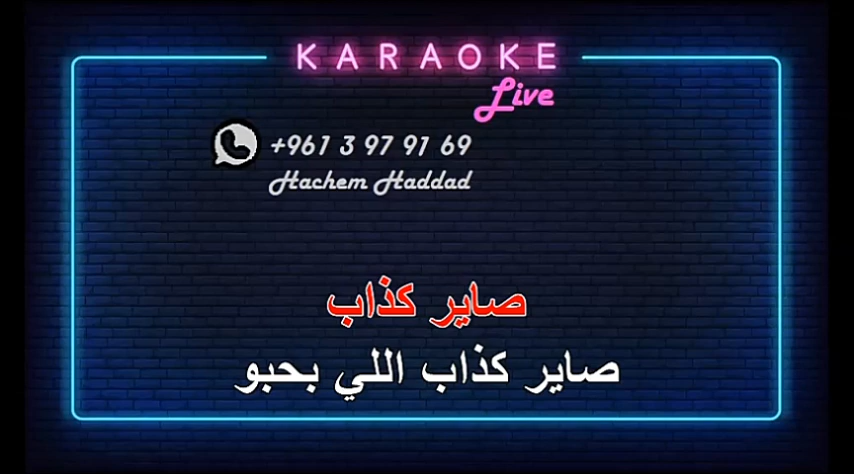 KARAOKE
Live
+961 3 97 91 69
Hachem Haddad
صاير كذاب
صاير كذاب اللي بحبو